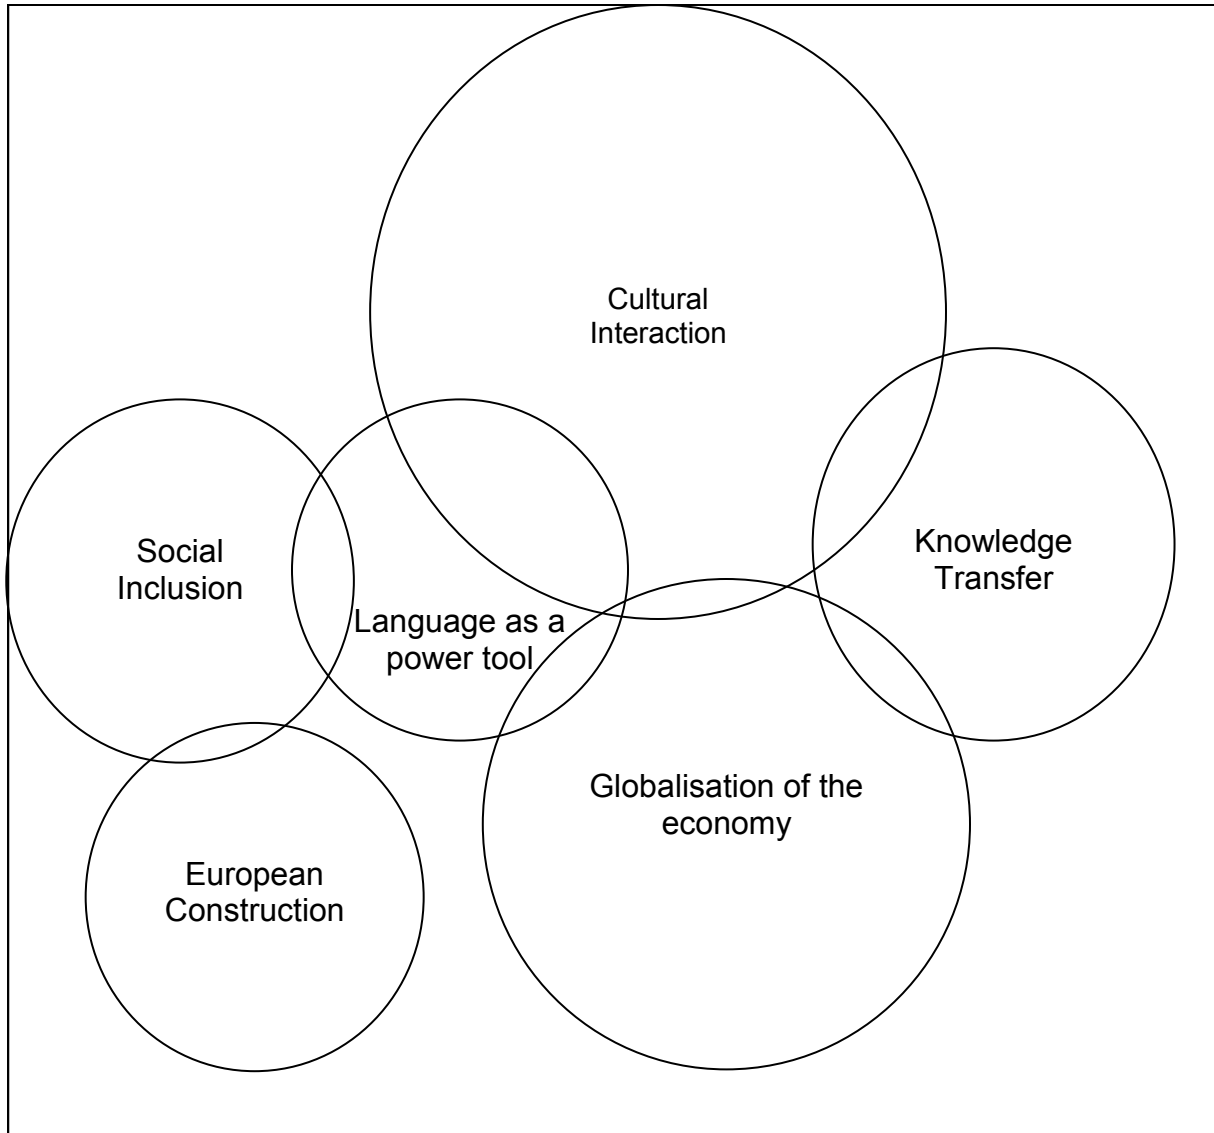 Cultural
Interaction
Social
Inclusion
Knowledge
Transfer
Language as a
power tool
Globalisation of the
economy
European
Construction